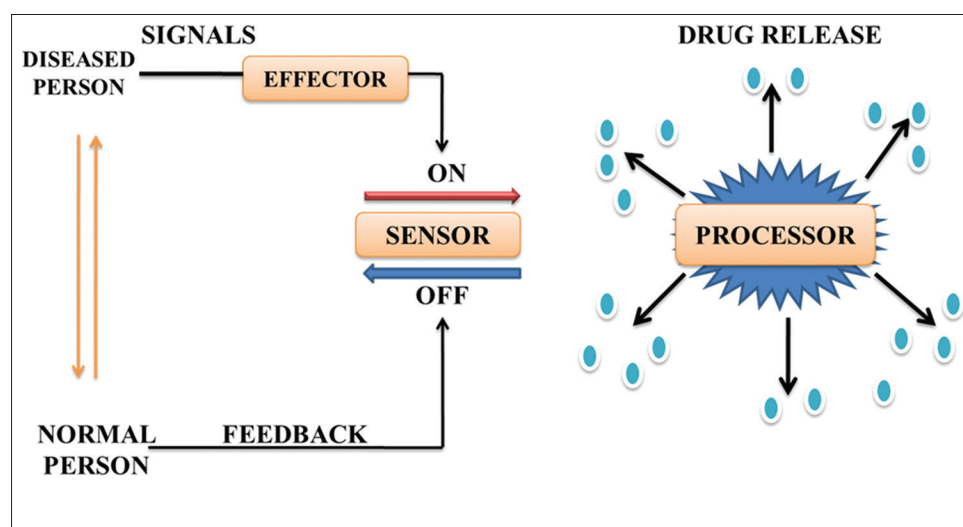 SIGNALS
DISEASED
PERSON
EFFECTOR
ON
SENSOR
OFF
NORMAL
PERSON
FEEDBACK
DRUG RELEASE
PROCESSOR